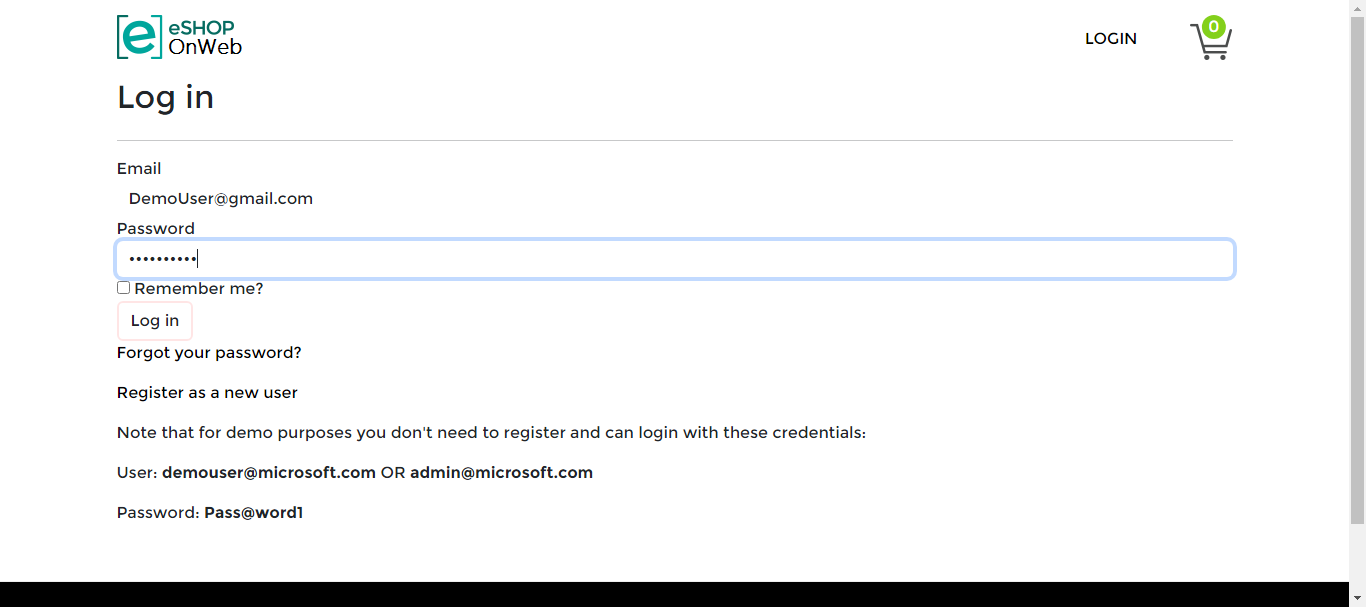 eSHOP
OnWeb
LOGIN
0
Log in
Email
DemoUser@gmail.com
Password
••••••••••
Remember me?
Log in
Forgot your password?
Register as a new user
Note that for demo purposes you don't need to register and can login with these credentials:
User: demouser@microsoft.com OR admin@microsoft.com
Password: Pass@word1